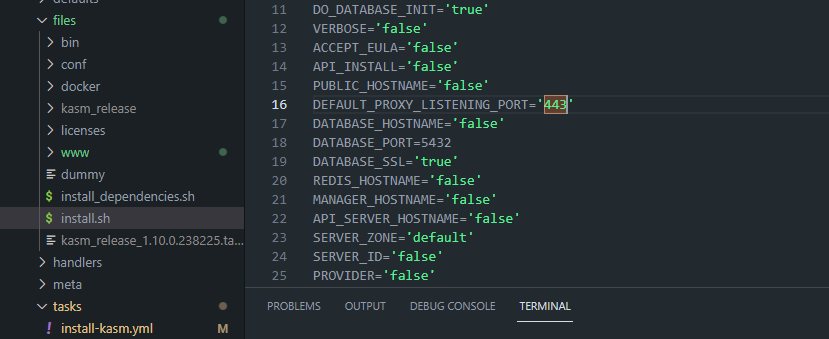 defaults
files
bin
conf
docker
kasm_release
licenses
www
dummy
$ install_dependencies.sh
$ install.sh
kasm_release_1.10.0.238225.ta...
handlers
meta
tasks
! install-kasm.yml M
11 DO_DATABASE_INIT='true'
12 VERBOSE='false'
13 ACCEPT_EULA='false'
14 API_INSTALL='false'
15 PUBLIC_HOSTNAME='false'
16 DEFAULT_PROXY_LISTENING_PORT='443'
17 DATABASE_HOSTNAME='false'
18 DATABASE_PORT=5432
19 DATABASE_SSL='true'
20 REDIS_HOSTNAME='false'
21 MANAGER_HOSTNAME='false'
22 API_SERVER_HOSTNAME='false'
23 SERVER_ZONE='default'
24 SERVER_ID='false'
25 PROVIDER='false'
PROBLEMS OUTPUT DEBUG CONSOLE TERMINAL